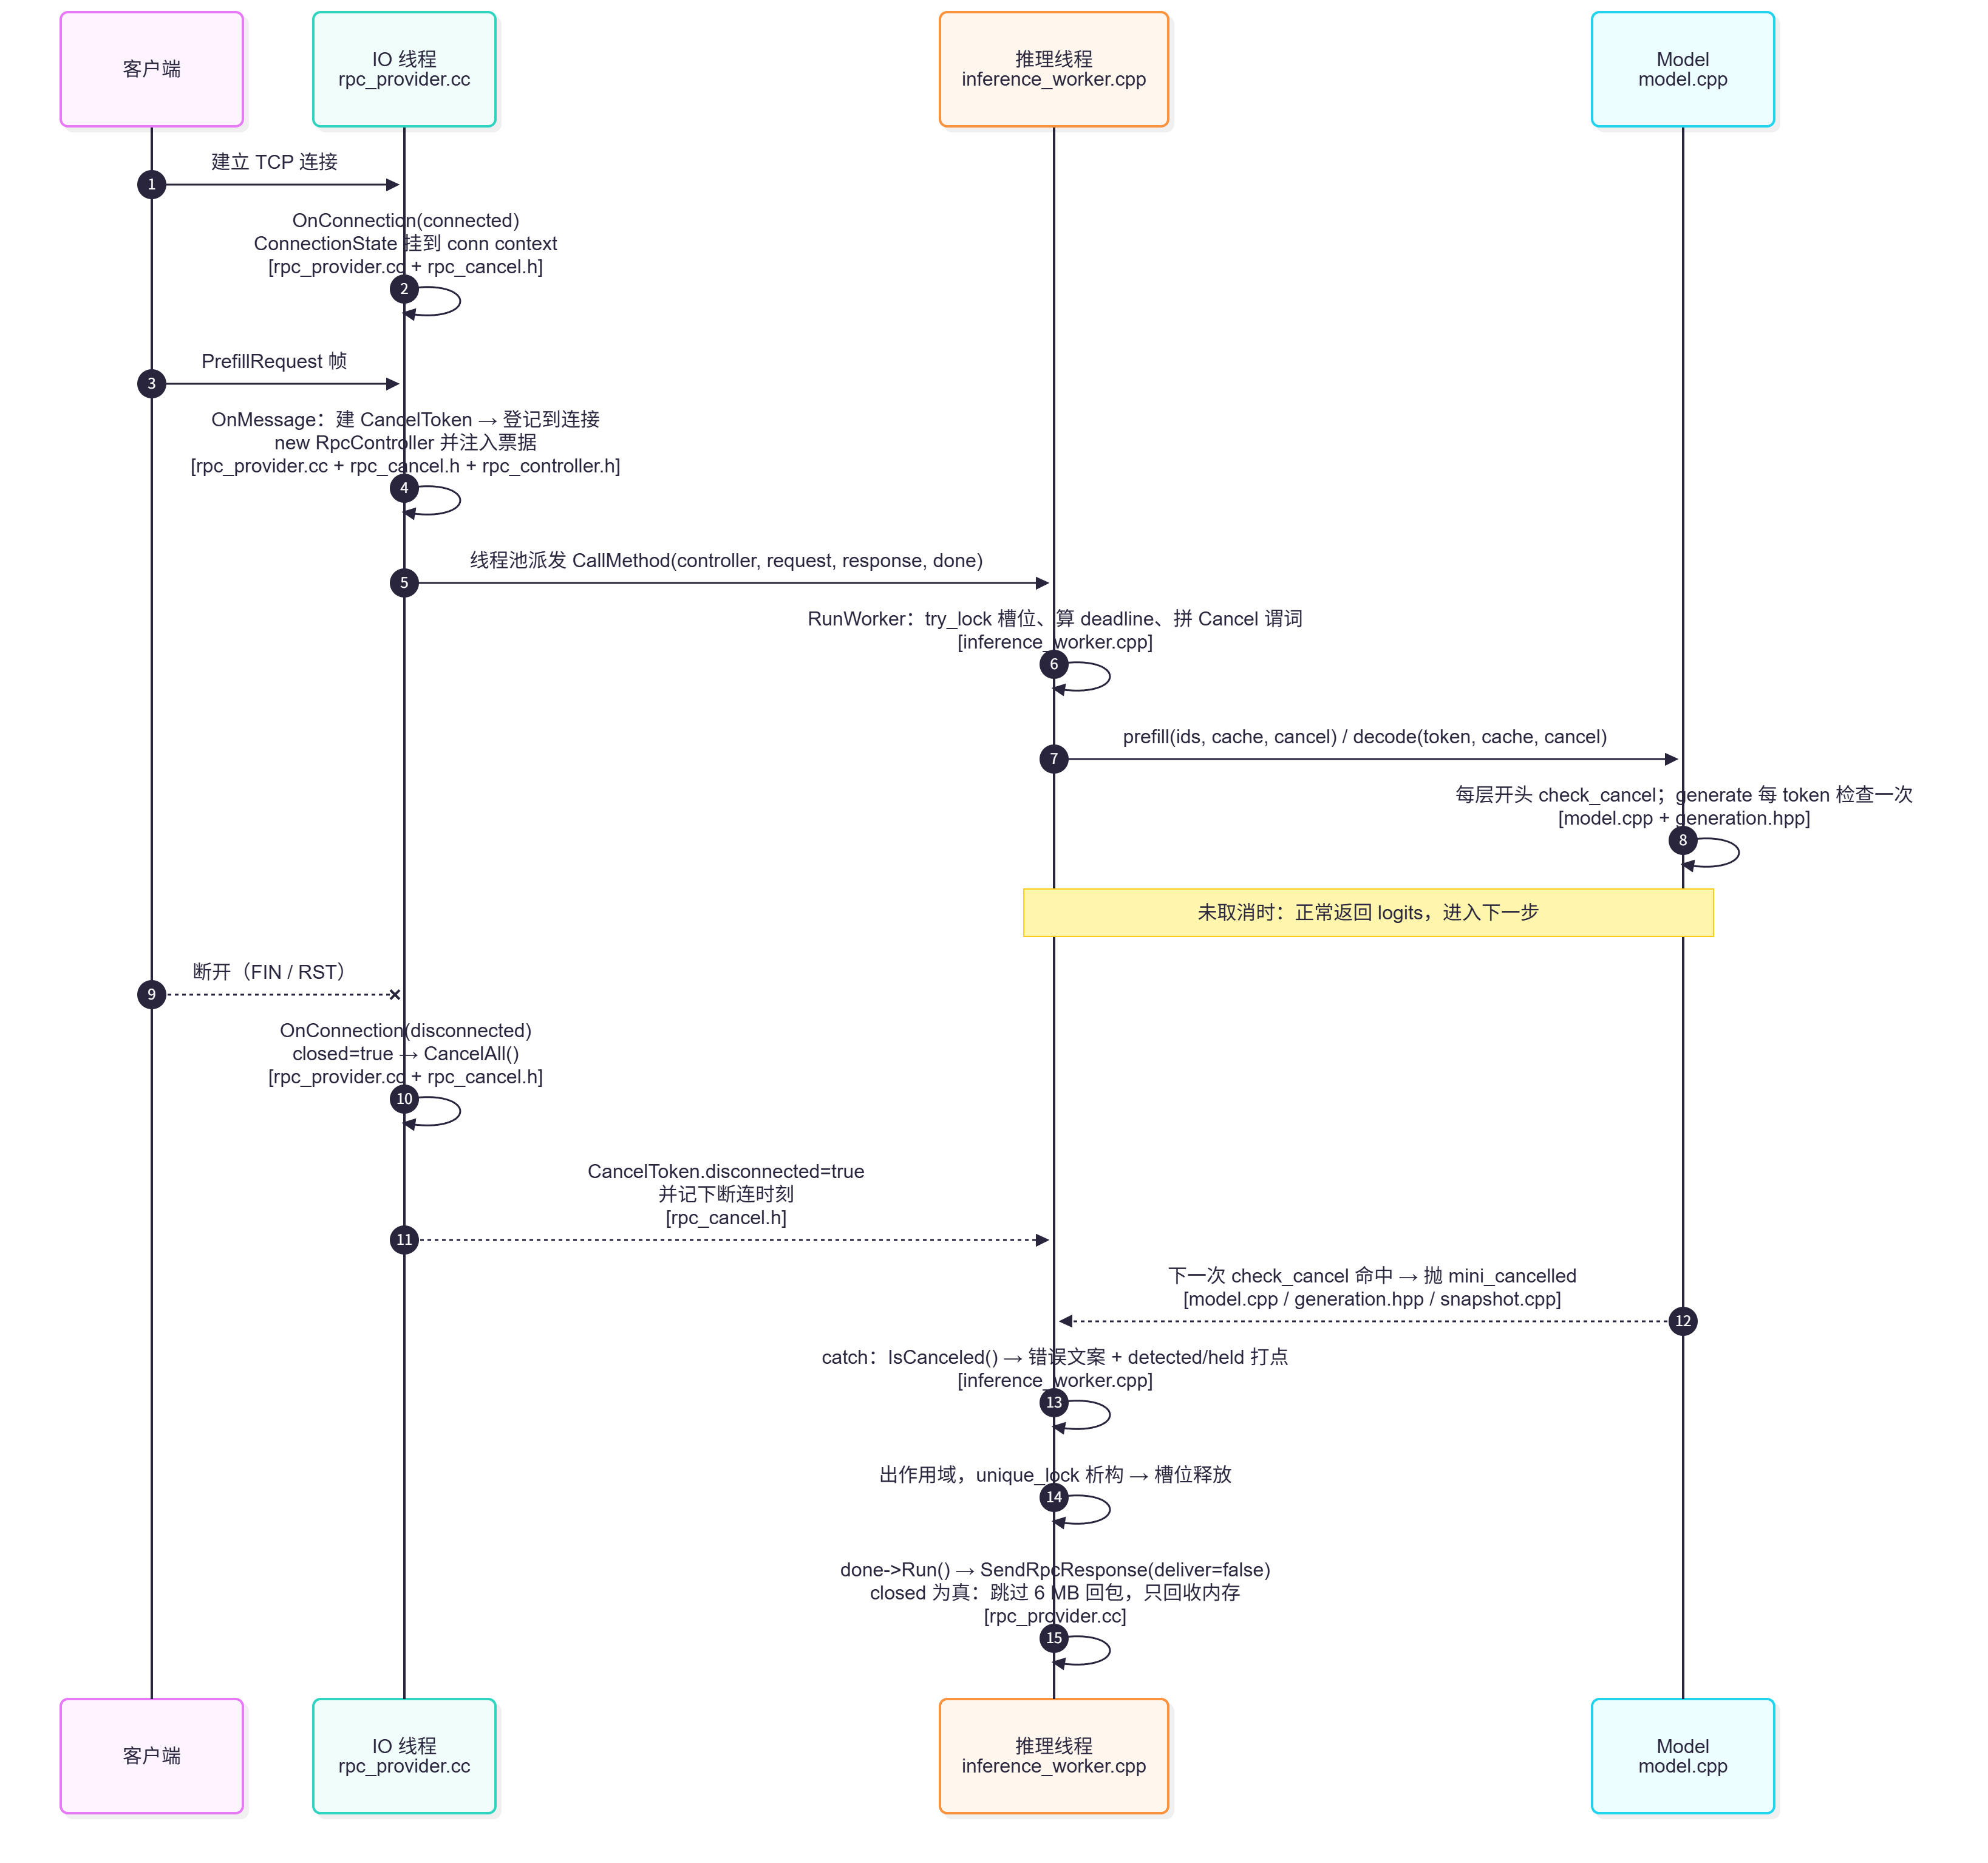 客户端
IO 线程
rpc_provider.cc
推理线程
inference_worker.cpp
Model
model.cpp
建立 TCP 连接
1
OnConnection(connected)
ConnectionState 挂到 conn context
[rpc_provider.cc + rpc_cancel.h]
2
PrefillRequest 帧
3
OnMessage：建 CancelToken → 登记到连接
new RpcController 并注入票据
[rpc_provider.cc + rpc_cancel.h + rpc_controller.h]
4
线程池派发 CallMethod(controller, request, response, done)
5
RunWorker：try_lock 槽位、算 deadline、拼 Cancel 谓词
[inference_worker.cpp]
6
prefill(ids, cache, cancel) / decode(token, cache, cancel)
7
每层开头 check_cancel；generate 每 token 检查一次
[model.cpp + generation.hpp]
8
未取消时：正常返回 logits，进入下一步
断开（FIN / RST）
9
OnConnection(disconnected)
closed=true → CancelAll()
[rpc_provider.cc + rpc_cancel.h]
10
CancelToken.disconnected=true
并记下断连时刻
[rpc_cancel.h]
11
下一次 check_cancel 命中 → 抛 mini_cancelled
[model.cpp / generation.hpp / snapshot.cpp]
12
catch：IsCanceled() → 错误文案 + detected/held 打点
[inference_worker.cpp]
13
出作用域，unique_lock 析构 → 槽位释放
14
done->Run() → SendRpcResponse(deliver=false)
closed 为真：跳过 6 MB 回包，只回收内存
[rpc_provider.cc]
15
客户端
IO 线程
rpc_provider.cc
推理线程
inference_worker.cpp
Model
model.cpp